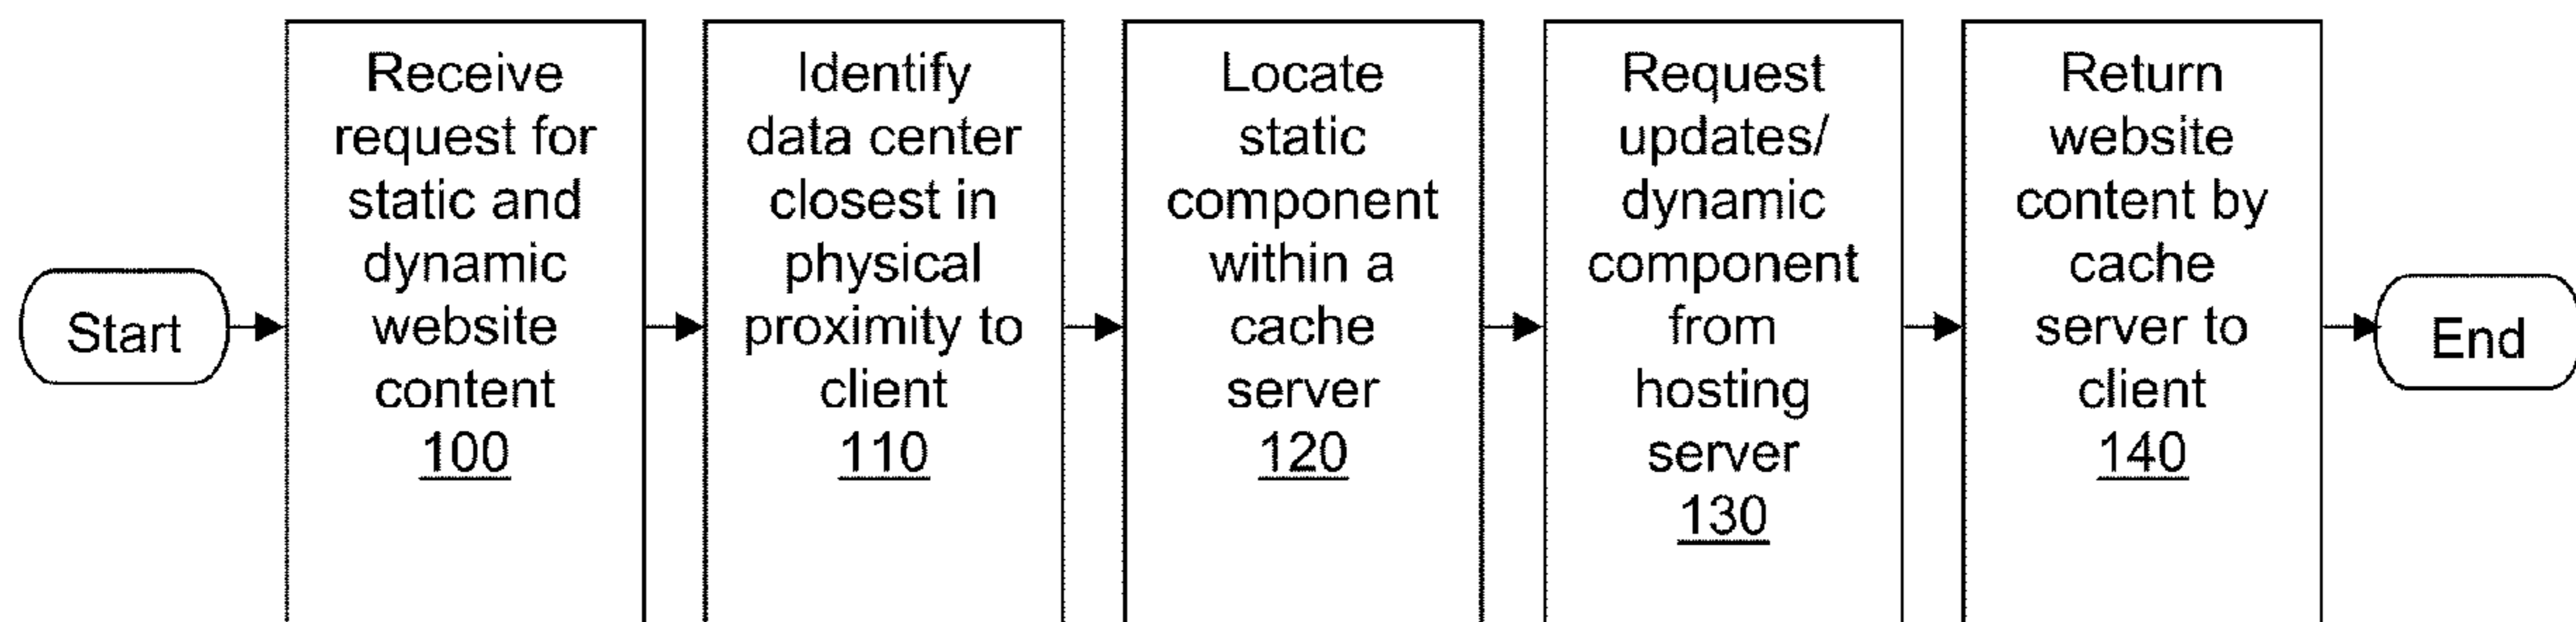 Start
Receive
request for
static and
dynamic
website
content
100
Identify
data center
closest in
physical
proximity to
client
110
Locate
static
component
within a
cache
server
120
Request
updates/
dynamic
component
from
hosting
server
130
Return
website
content by
cache
server to
client
140
End